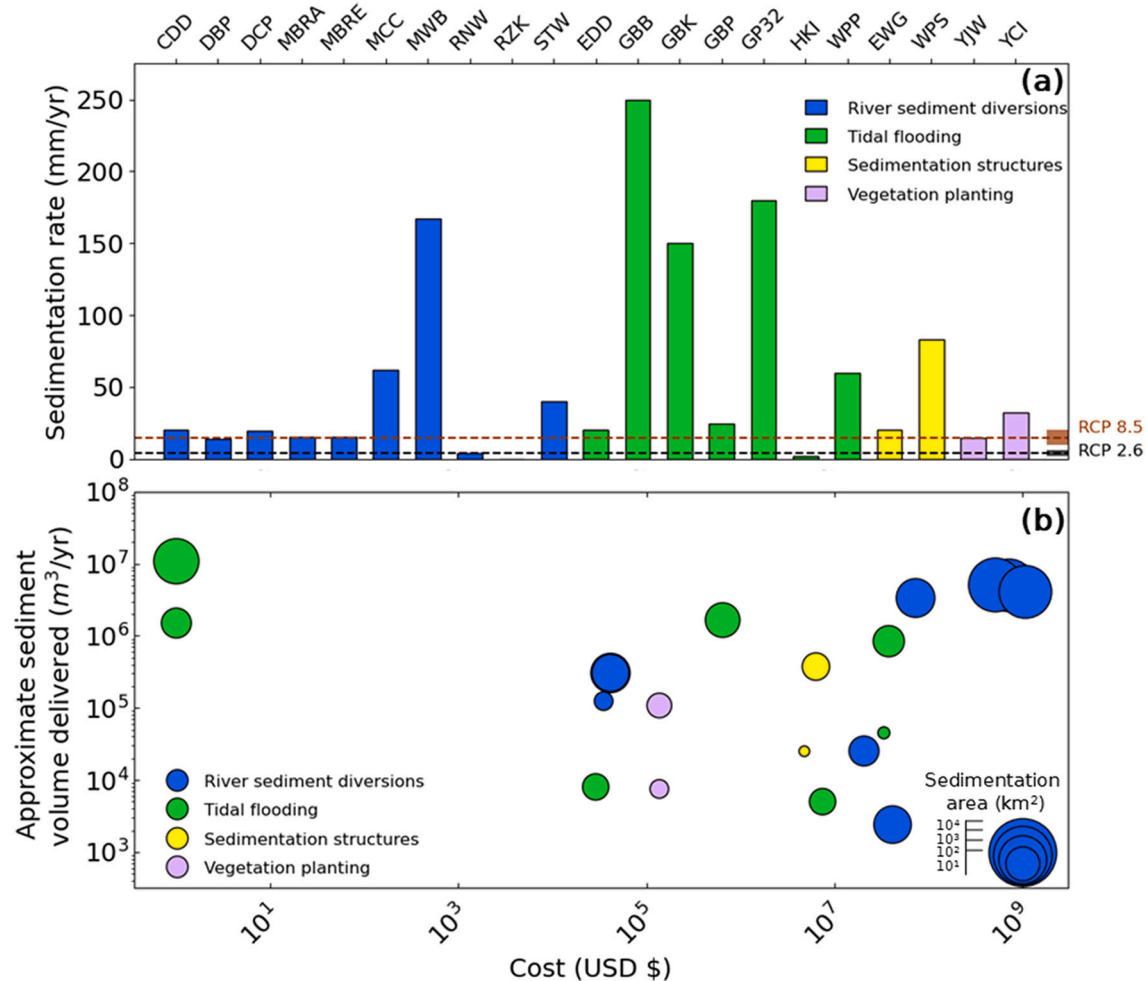 CDD DBP DCP MBRA MBRE MCC MWB RNW RZK STW EDD GBB GBK GBP GP32 HKI WPP EWG WPS YJW YCI
(a)
Sedimentation rate (mm/yr)
250
200
150
100
50
0
River sediment diversions
Tidal flooding
Sedimentation structures
Vegetation planting
RCP 8.5
RCP 2.6
(b)
Approximate sediment
volume delivered (m³/yr)
10⁸
10⁷
10⁶
10⁵
10⁴
10³
River sediment diversions
Tidal flooding
Sedimentation structures
Vegetation planting
Sedimentation
area (km²)
10⁴
10³
10²
10¹
10¹ 10³ 10⁵ 10⁷ 10⁹
Cost (USD $)